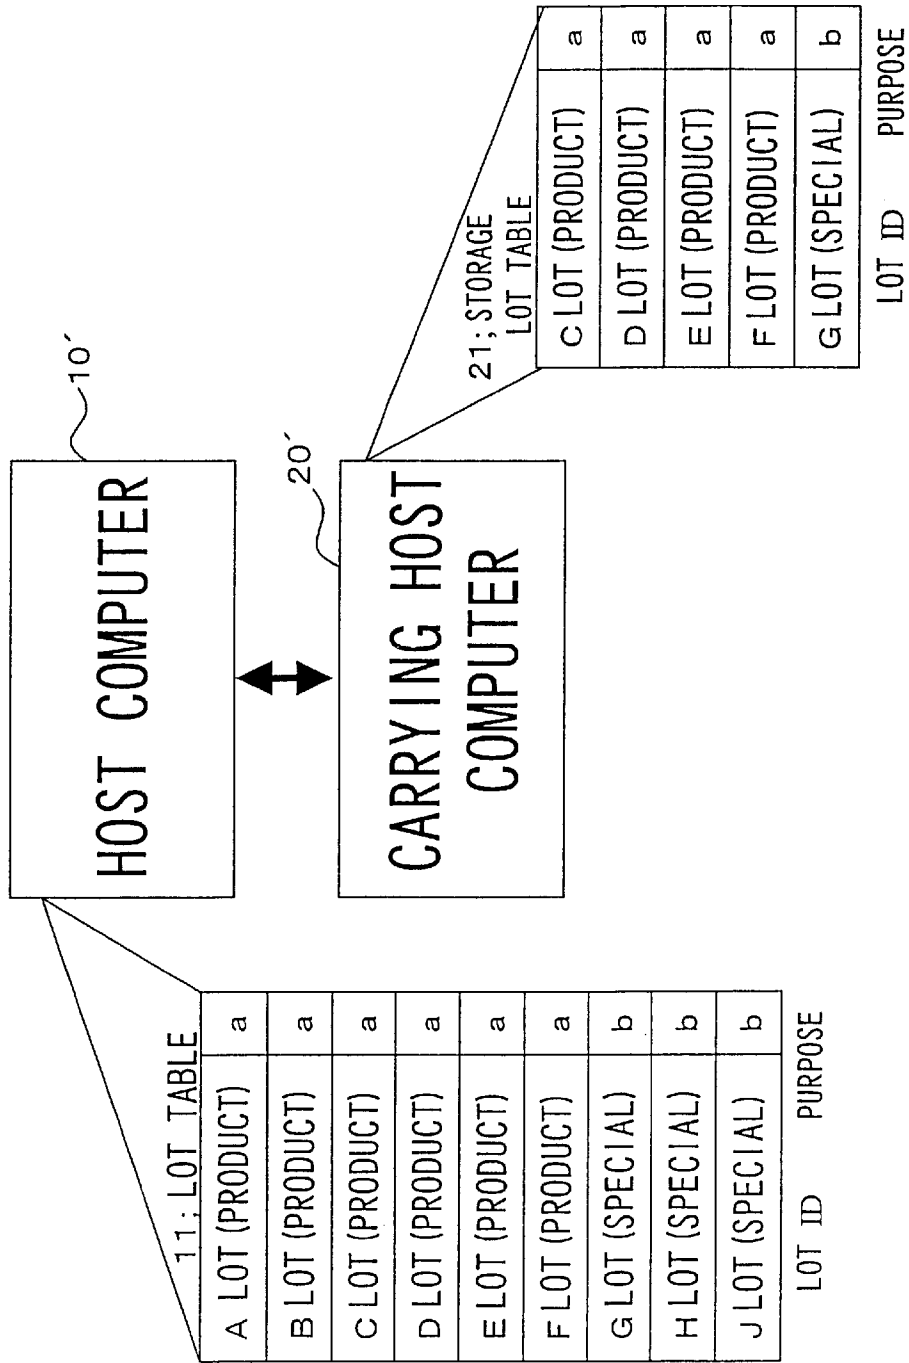 HOST COMPUTER
10′
CARRYING HOST
COMPUTER
20′
11; LOT TABLE
A LOT (PRODUCT) a
B LOT (PRODUCT) a
C LOT (PRODUCT) a
D LOT (PRODUCT) a
E LOT (PRODUCT) a
F LOT (PRODUCT) a
G LOT (SPECIAL) b
H LOT (SPECIAL) b
J LOT (SPECIAL) b
LOT ID PURPOSE
21; STORAGE
LOT TABLE
C LOT (PRODUCT) a
D LOT (PRODUCT) a
E LOT (PRODUCT) a
F LOT (PRODUCT) a
G LOT (SPECIAL) b
LOT ID PURPOSE